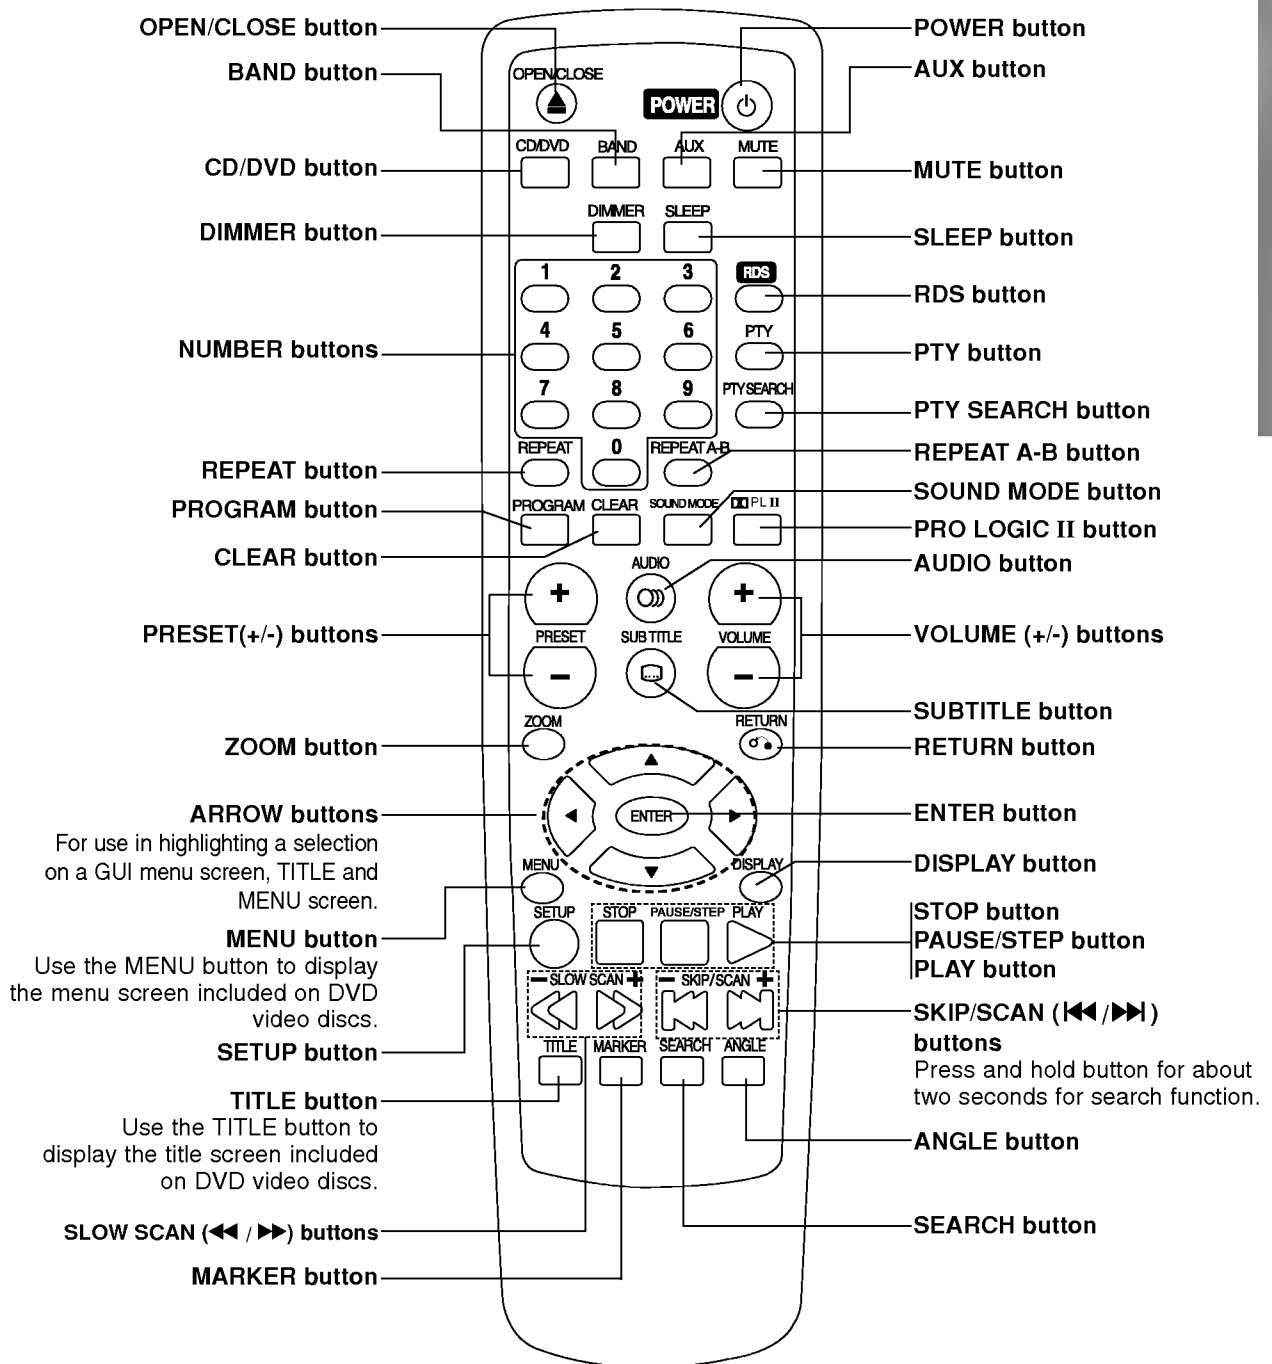 OPEN/CLOSE button
BAND button
CD/DVD button
DIMMER button
NUMBER buttons
REPEAT button
PROGRAM button
CLEAR button
PRESET(+/-) buttons
ZOOM button
ARROW buttons
For use in highlighting a selection
on a GUI menu screen, TITLE and
MENU screen.
MENU button
Use the MENU button to display
the menu screen included on DVD
video discs.
SETUP button
TITLE button
Use the TITLE button to
display the title screen included
on DVD video discs.
SLOW SCAN (◀◀ / ▶▶) buttons
MARKER button
OPEN/CLOSE
POWER
CD/DVD BAND AUX MUTE
DIMMER SLEEP
1 2 3 RDS
4 5 6 PTY
7 8 9 PTY SEARCH
REPEAT 0 REPEAT A-B
PROGRAM CLEAR SOUND MODE PL II
AUDIO
+ +
PRESET SUBTITLE VOLUME
− −
ZOOM RETURN
ENTER
MENU DISPLAY
SETUP STOP PAUSE/STEP PLAY
− SLOW SCAN + − SKIP/SCAN +
TITLE MARKER SEARCH ANGLE
POWER button
AUX button
MUTE button
SLEEP button
RDS button
PTY button
PTY SEARCH button
REPEAT A-B button
SOUND MODE button
PRO LOGIC II button
AUDIO button
VOLUME (+/-) buttons
SUBTITLE button
RETURN button
ENTER button
DISPLAY button
STOP button
PAUSE/STEP button
PLAY button
SKIP/SCAN (|◀◀ / ▶▶|)
buttons
Press and hold button for about
two seconds for search function.
ANGLE button
SEARCH button